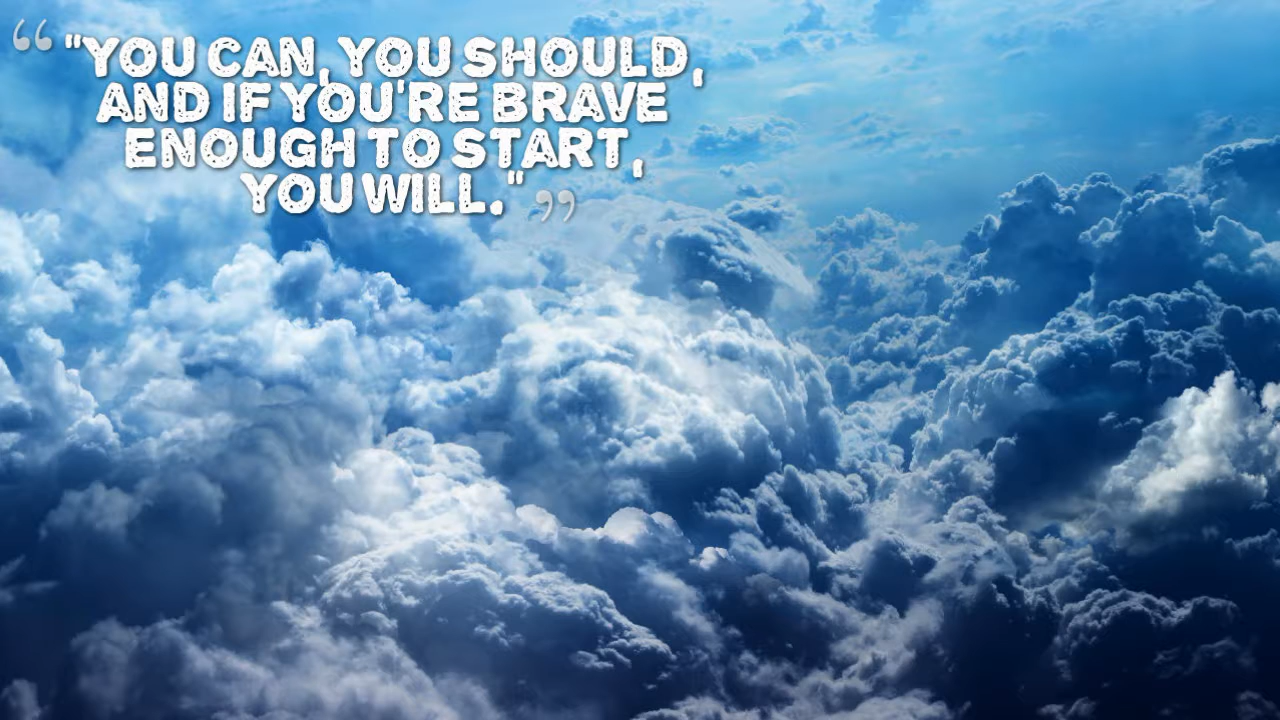 “ "YOU CAN, YOU SHOULD,
AND IF YOU'RE BRAVE
ENOUGH TO START,
YOU WILL." ”